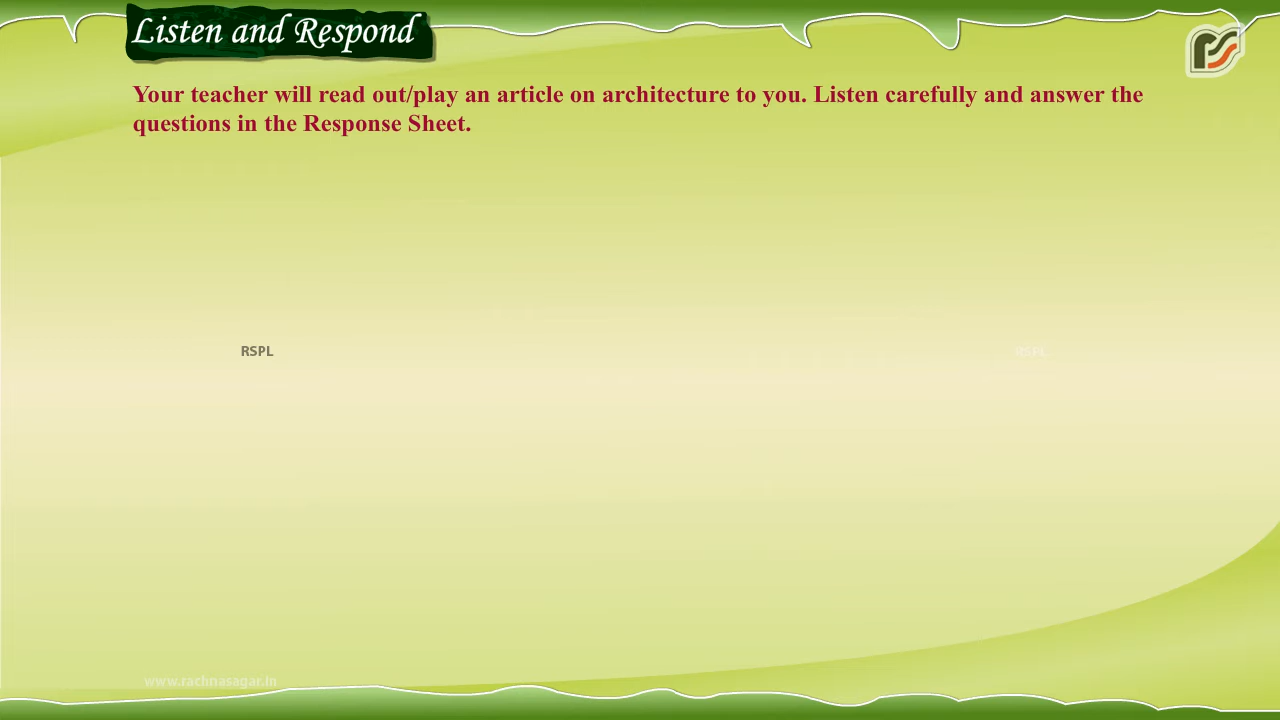 Listen and Respond
Your teacher will read out/play an article on architecture to you. Listen carefully and answer the
questions in the Response Sheet.
RSPL
RSPL
www.rachnasagar.in